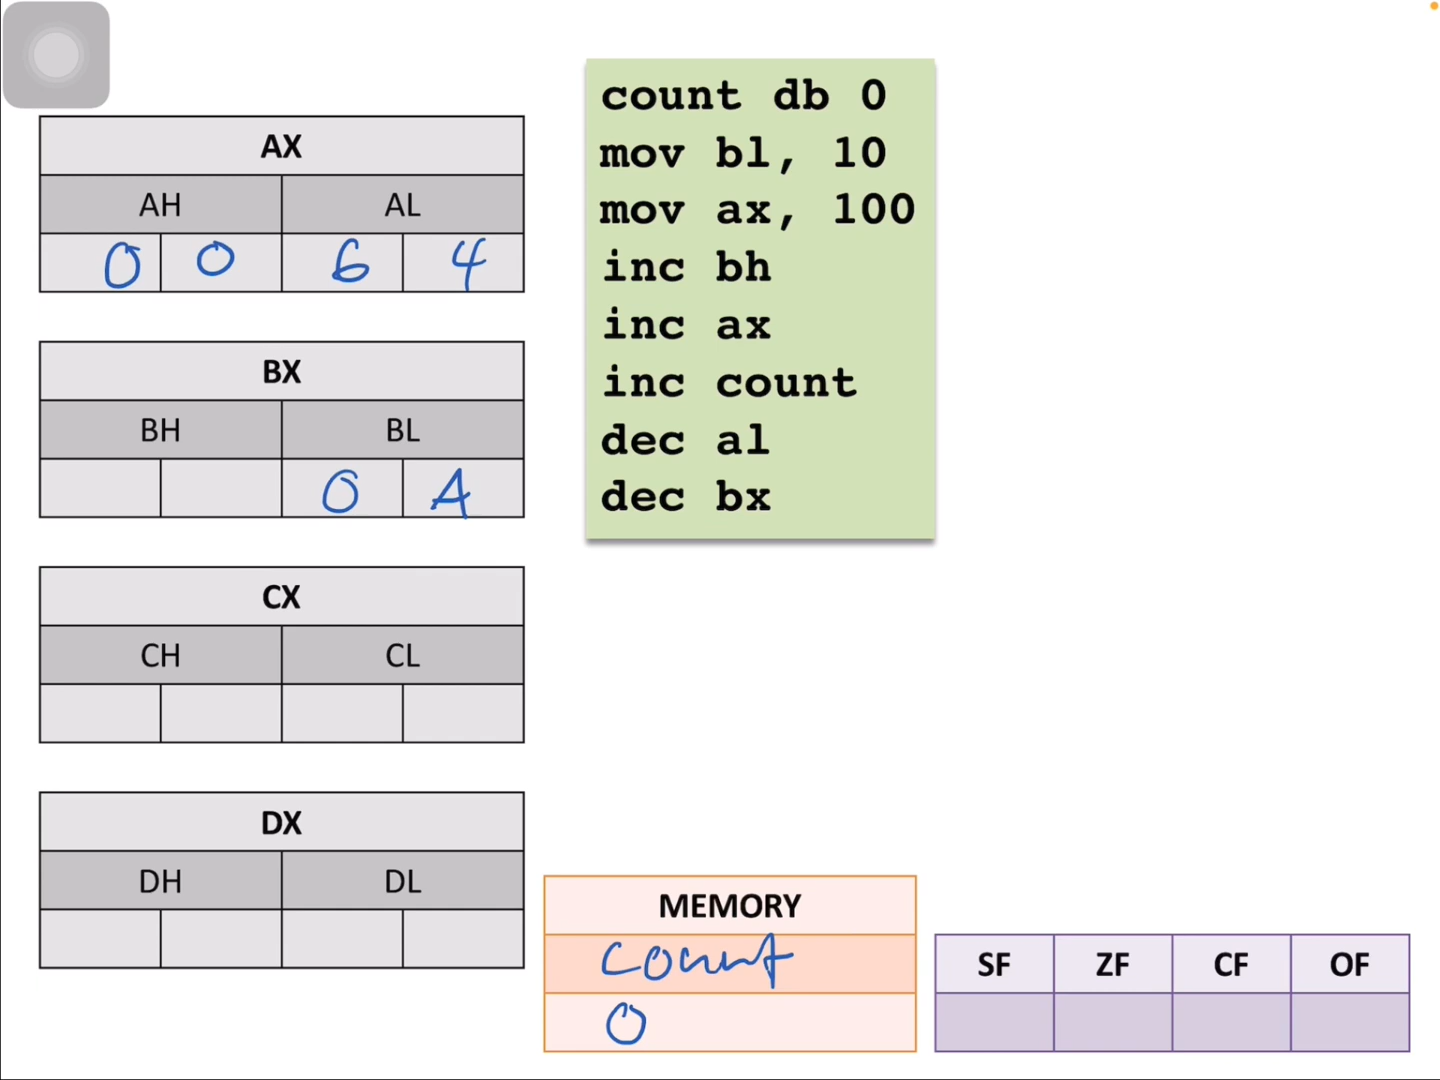 AX
AH AL
0 0 6 4
BX
BH BL
0 A
CX
CH CL
DX
DH DL
count db 0
mov bl, 10
mov ax, 100
inc bh
inc ax
inc count
dec al
dec bx
MEMORY
count
0
SF ZF CF OF